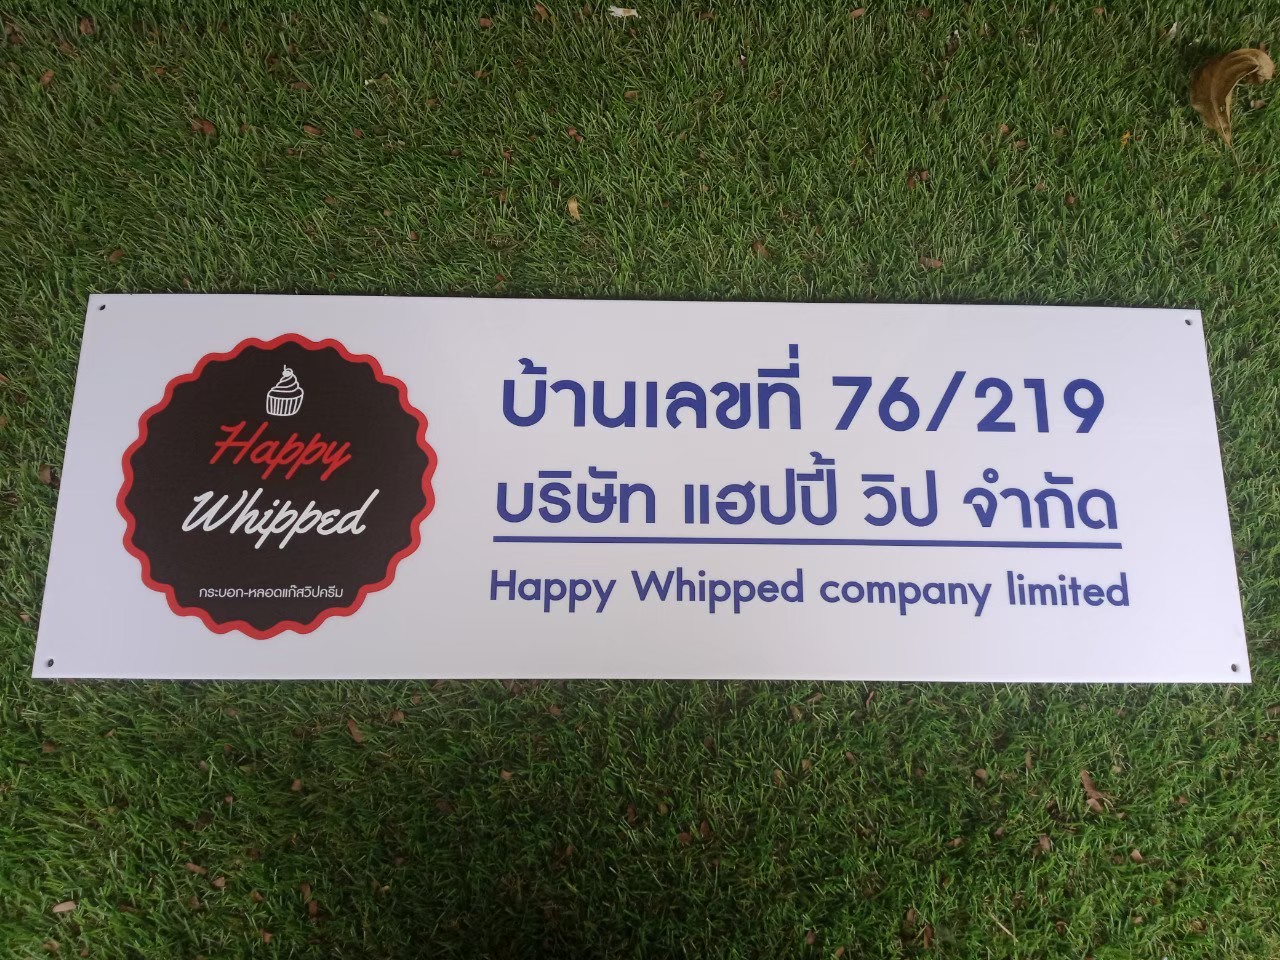 Happy
Whipped
กระบอก-หลอดแก๊สวิปครีม
บ้านเลขที่ 76/219
บริษัท แฮปปี้ วิป จำกัด
Happy Whipped company limited